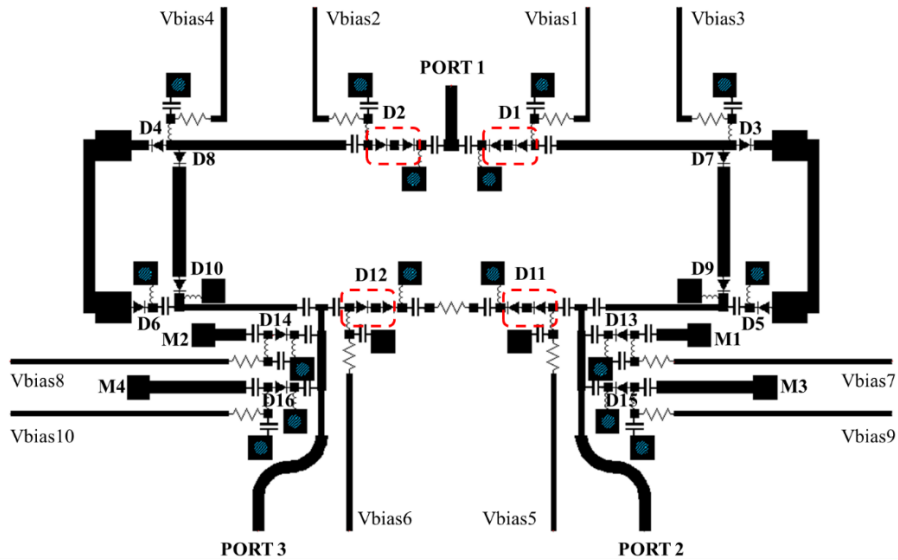 Vbias4 Vbias2 Vbias1 Vbias3
PORT 1
D4 D2 D1 D3
D8 D7
D10 D12 D11 D9
D6 D5
M2 D14 D13 M1
Vbias8 Vbias7
M4 D16 D15 M3
Vbias10 Vbias9
Vbias6 Vbias5
PORT 3 PORT 2